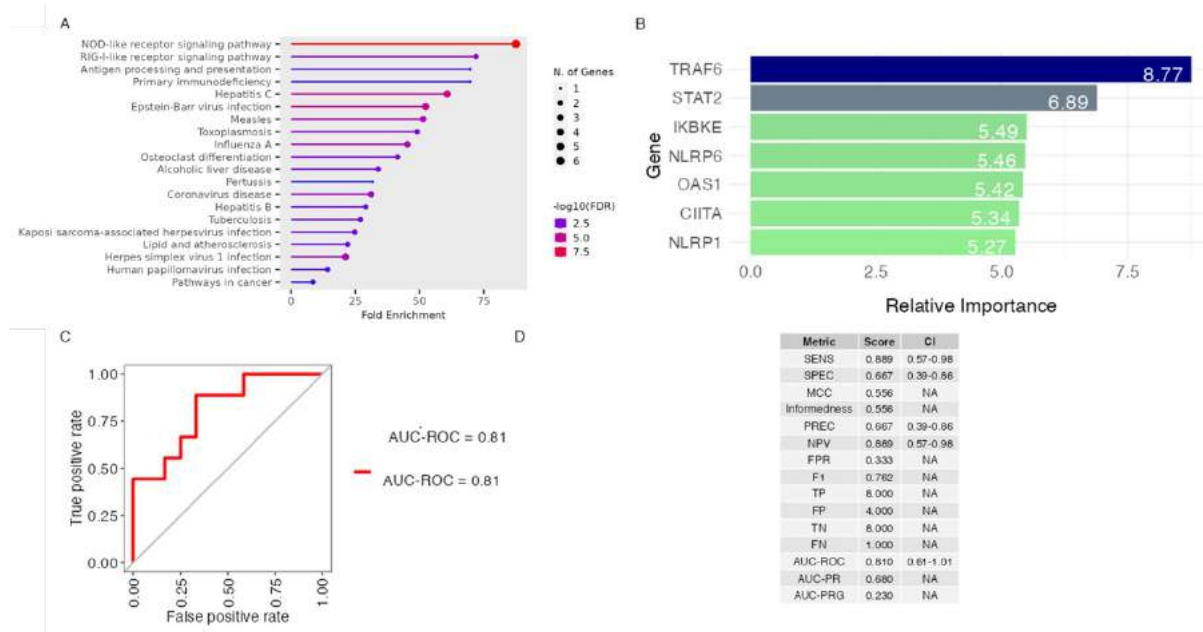 A
NOD-like receptor signaling pathway
RIG-I-like receptor signaling pathway
Antigen processing and presentation
Primary immunodeficiency
Hepatitis C
Epstein-Barr virus infection
Measles
Toxoplasmosis
Influenza A
Osteoclast differentiation
Alcoholic liver disease
Pertussis
Coronavirus disease
Hepatitis B
Tuberculosis
Kaposi sarcoma-associated herpesvirus infection
Lipid and atherosclerosis
Herpes simplex virus 1 infection
Human papillomavirus infection
Pathways in cancer
0 25 50 75
Fold Enrichment
N. of Genes
1
2
3
4
5
6
-log10(FDR)
2.5
5.0
7.5
B
Gene
TRAF6 8.77
STAT2 6.89
IKBKE 5.49
NLRP6 5.46
OAS1 5.42
CIITA 5.34
NLRP1 5.27
0.0 2.5 5.0 7.5
Relative Importance
C
True positive rate
1.00
0.75
0.50
0.25
0.00
0.00 0.25 0.50 0.75 1.00
False positive rate
AUC-ROC = 0.81
AUC-ROC = 0.81
D
Metric Score CI
SENS 0.889 0.57-0.98
SPEC 0.667 0.39-0.86
MCC 0.556 NA
Informedness 0.556 NA
PREC 0.667 0.39-0.86
NPV 0.889 0.57-0.98
FPR 0.333 NA
F1 0.762 NA
TP 8.000 NA
FP 4.000 NA
TN 8.000 NA
FN 1.000 NA
AUC-ROC 0.810 0.61-1.01
AUC-PR 0.680 NA
AUC-PRG 0.230 NA